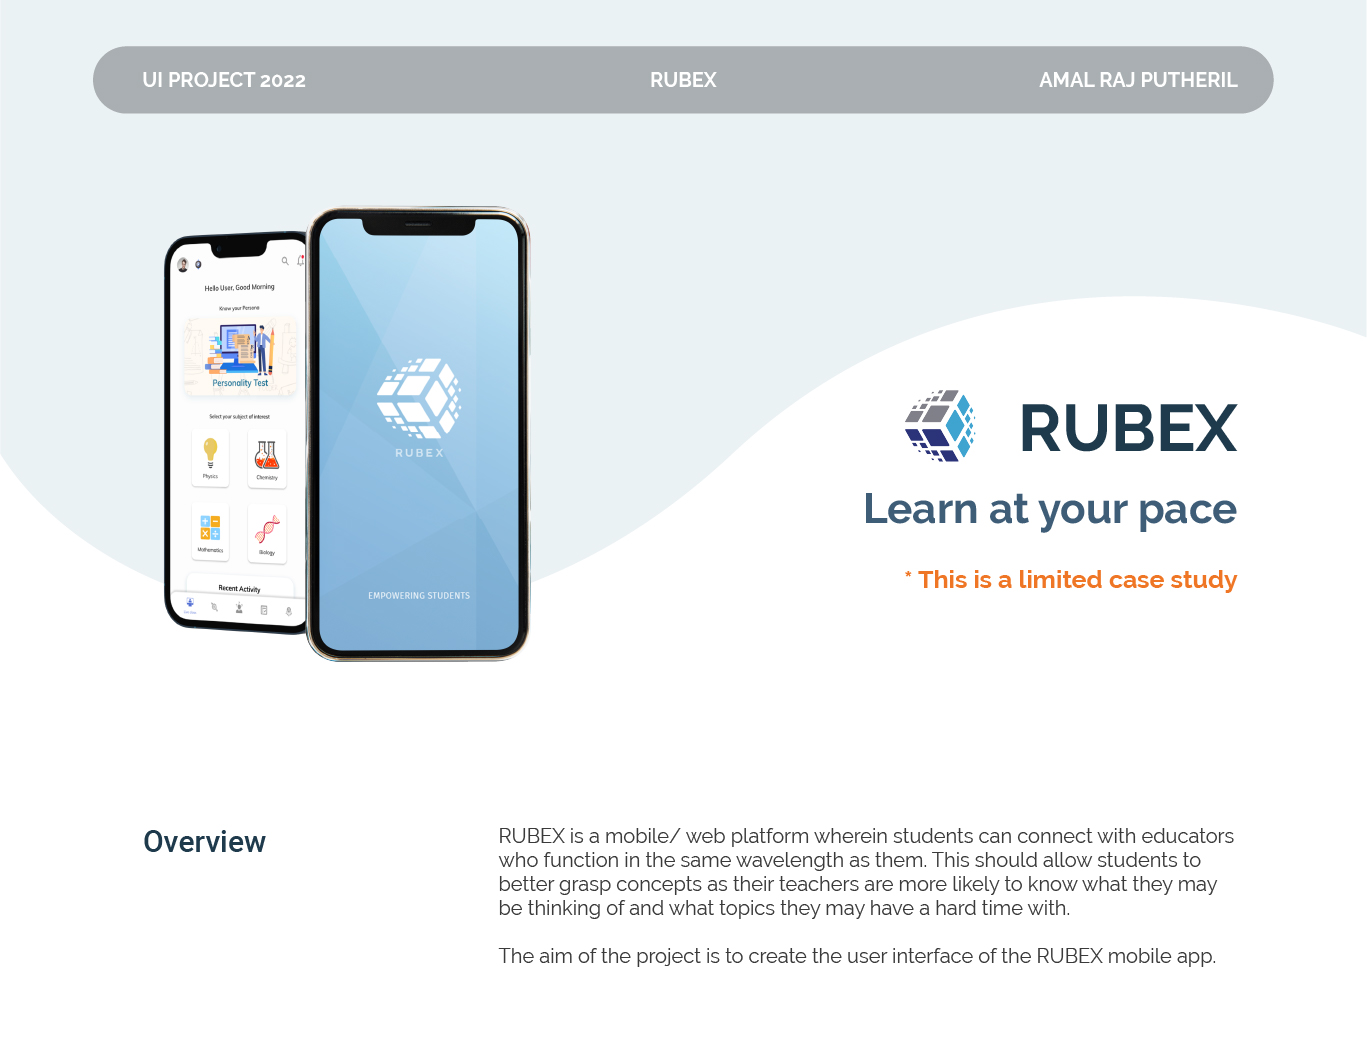 UI PROJECT 2022
RUBEX
AMAL RAJ PUTHERIL
Hello User, Good Morning
Know your Persona
Personality Test
Select your subject of interest
Physics
Chemistry
Mathematics
Biology
Recent Activity
RUBEX
EMPOWERING STUDENTS
RUBEX
Learn at your pace
* This is a limited case study
Overview
RUBEX is a mobile/ web platform wherein students can connect with educators
who function in the same wavelength as them. This should allow students to
better grasp concepts as their teachers are more likely to know what they may
be thinking of and what topics they may have a hard time with.
The aim of the project is to create the user interface of the RUBEX mobile app.